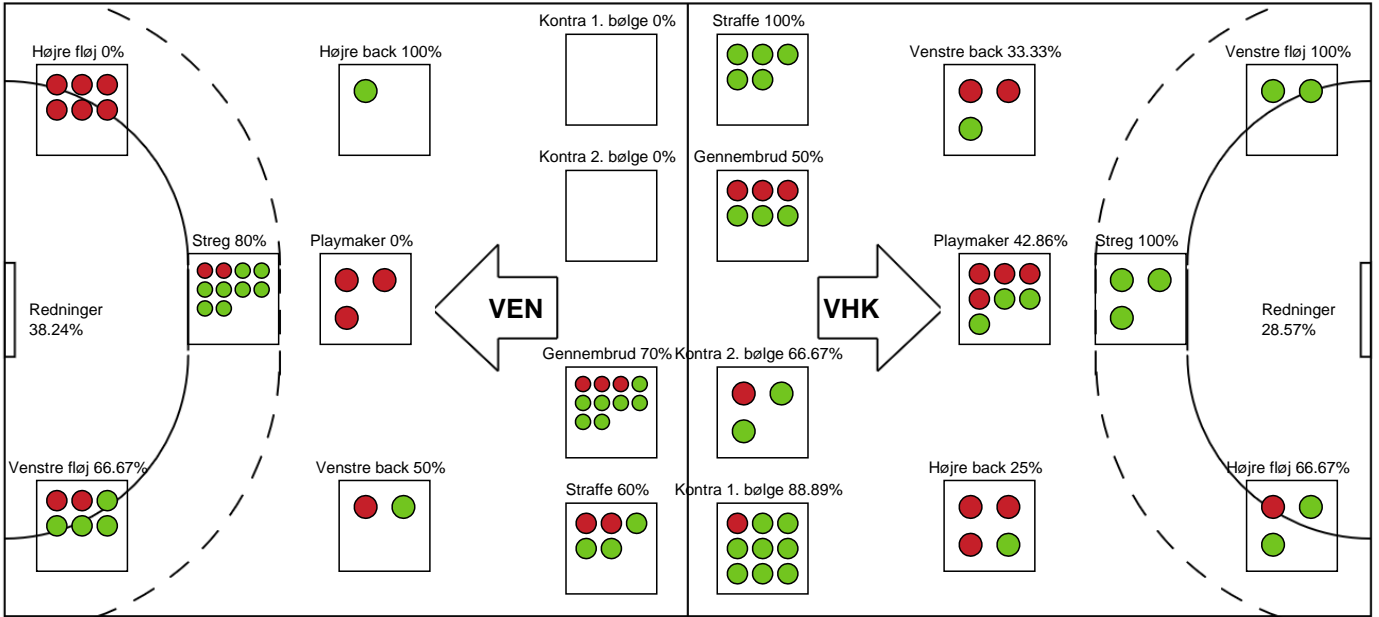 Kontra 1. bølge 0%
Straffe 100%
Højre fløj 0%
Højre back 100%
Venstre back 33.33%
Venstre fløj 100%
Kontra 2. bølge 0%
Gennembrud 50%
Streg 80%
Playmaker 0%
Playmaker 42.86%
Streg 100%
Redninger
38.24%
VEN
VHK
Redninger
28.57%
Gennembrud 70%
Kontra 2. bølge 66.67%
Venstre fløj 66.67%
Venstre back 50%
Straffe 60%
Kontra 1. bølge 88.89%
Højre back 25%
Højre fløj 66.67%